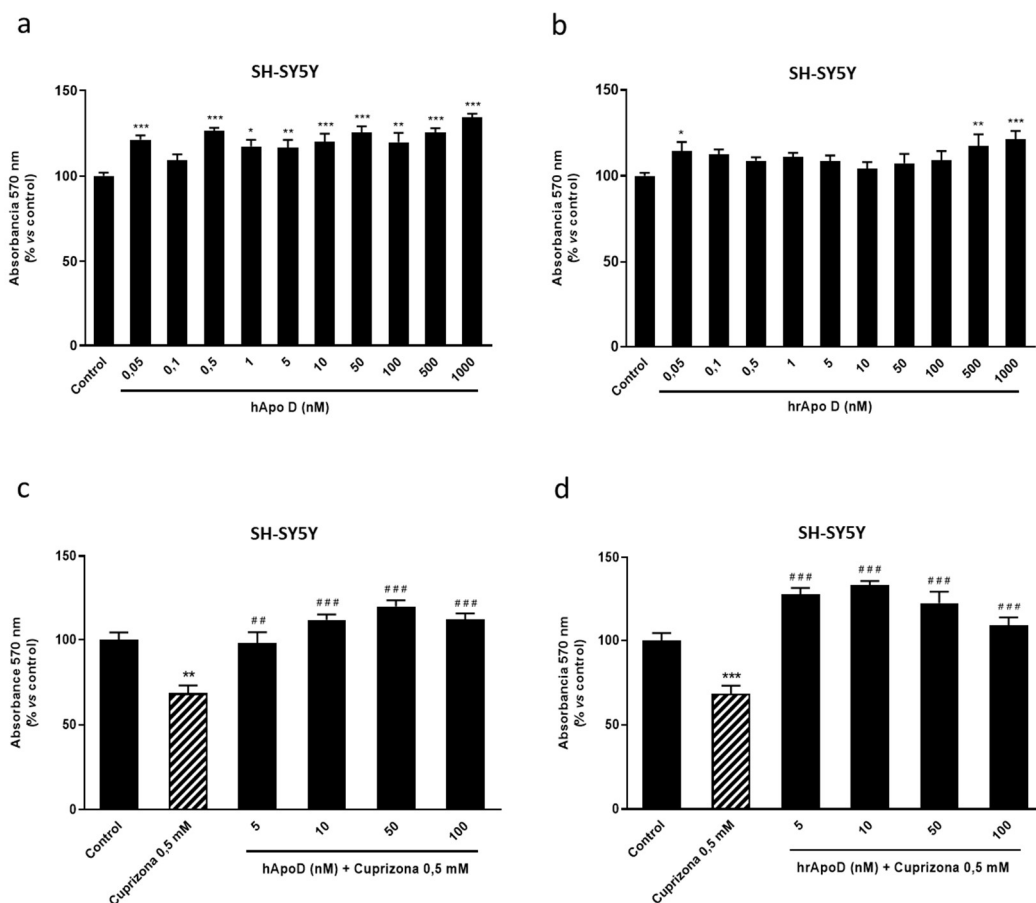 a
SH-SY5Y
Absorbancia 570 nm
(% vs control)
150
100
50
0
***
***
*
**
***
***
**
***
***
Control
0,05
0,1
0,5
1
5
10
50
100
500
1000
hApo D (nM)
b
SH-SY5Y
Absorbancia 570 nm
(% vs control)
150
100
50
0
*
**
***
Control
0,05
0,1
0,5
1
5
10
50
100
500
1000
hrApo D (nM)
c
SH-SY5Y
Absorbance 570 nm
(% vs control)
150
100
50
0
**
##
###
###
###
Control
Cuprizona 0,5 mM
5
10
50
100
hApoD (nM) + Cuprizona 0,5 mM
d
SH-SY5Y
Absorbancia 570 nm
(% vs control)
150
100
50
0
***
###
###
###
###
Control
Cuprizona 0,5 mM
5
10
50
100
hrApoD (nM) + Cuprizona 0,5 mM